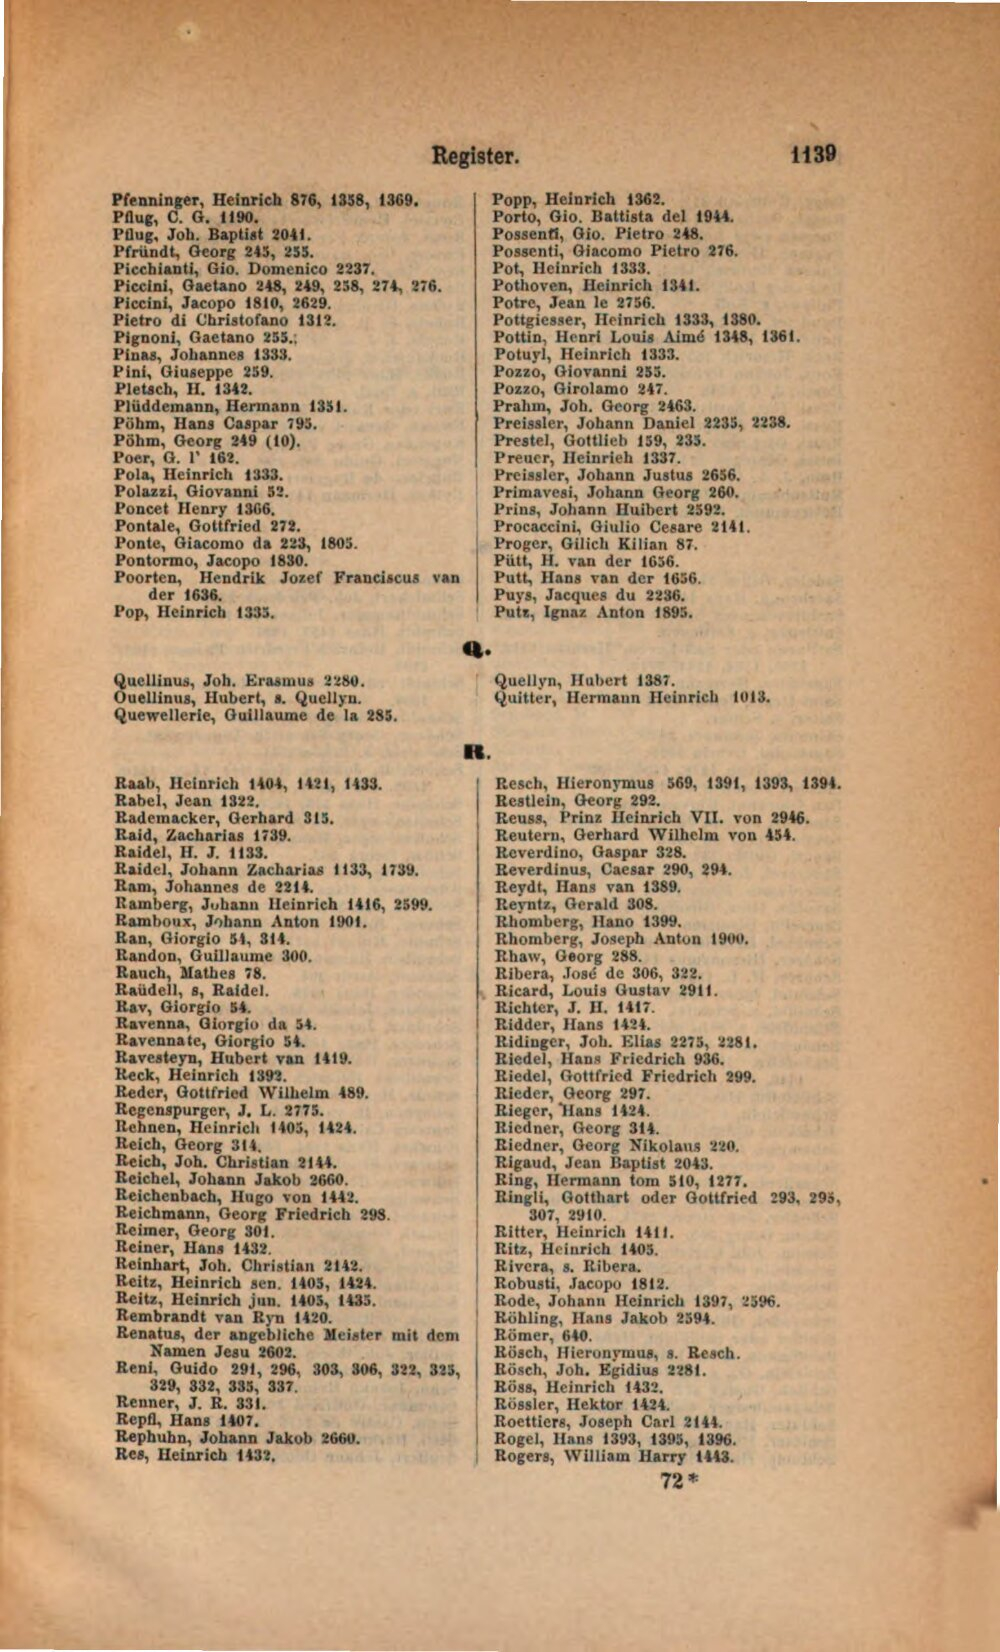 Register.
1139
Pfenninger, Heinrich 876, 1358, 1369.
Pflug, C. G. 1190.
Pflug, Joh. Baptist 2041.
Pfründt, Georg 245, 255.
Picchianti, Gio. Domenico 2237.
Piccini, Gaetano 248, 249, 258, 274, 276.
Piccini, Jacopo 1810, 2629.
Pietro di Christofano 1312.
Pignoni, Gaetano 255.;
Pinas, Johannes 1333.
Pini, Giuseppe 259.
Pletsch, H. 1342.
Plüddemann, Hermann 1351.
Pöhm, Hans Caspar 795.
Pöhm, Georg 249 (10).
Poer, G. l' 162.
Pola, Heinrich 1333.
Polazzi, Giovanni 52.
Poncet Henry 1366.
Pontale, Gottfried 272.
Ponte, Giacomo da 223, 1805.
Pontormo, Jacopo 1830.
Poorten, Hendrik Jozef Franciscus van
der 1636.
Pop, Heinrich 1335.
Popp, Heinrich 1362.
Porto, Gio. Battista del 1944.
Possenti, Gio. Pietro 248.
Possenti, Giacomo Pietro 276.
Pot, Heinrich 1333.
Pothoven, Heinrich 1341.
Potre, Jean le 2756.
Pottgiesser, Heinrich 1333, 1380.
Pottin, Henri Louis Aimé 1348, 1361.
Potuyl, Heinrich 1333.
Pozzo, Giovanni 255.
Pozzo, Girolamo 247.
Prahm, Joh. Georg 2463.
Preissler, Johann Daniel 2235, 2238.
Prestel, Gottlieb 159, 235.
Preuer, Heinrieh 1337.
Preissler, Johann Justus 2656.
Primavesi, Johann Georg 260.
Prins, Johann Huibert 2592.
Procaccini, Giulio Cesare 2141.
Proger, Gilich Kilian 87.
Pütt, H. van der 1656.
Putt, Hans van der 1656.
Puys, Jacques du 2236.
Putz, Ignaz Anton 1895.
Q.
Quellinus, Joh. Erasmus 2280.
Quellinus, Hubert, s. Quellyn.
Quewellerie, Guillaume de la 285.
Quellyn, Hubert 1387.
Quitter, Hermann Heinrich 1013.
R.
Raab, Heinrich 1404, 1421, 1433.
Rabel, Jean 1322.
Rademacker, Gerhard 315.
Raid, Zacharias 1739.
Raidel, H. J. 1133.
Raidel, Johann Zacharias 1133, 1739.
Ram, Johannes de 2214.
Ramberg, Johann Heinrich 1416, 2599.
Ramboux, Johann Anton 1901.
Ran, Giorgio 54, 314.
Randon, Guillaume 300.
Rauch, Mathes 78.
Raüdell, s, Raidel.
Rav, Giorgio 54.
Ravenna, Giorgio da 54.
Ravennate, Giorgio 54.
Ravesteyn, Hubert van 1419.
Reck, Heinrich 1392.
Reder, Gottfried Wilhelm 489.
Regenspurger, J. L. 2775.
Rehnen, Heinrich 1405, 1424.
Reich, Georg 314.
Reich, Joh. Christian 2144.
Reichel, Johann Jakob 2660.
Reichenbach, Hugo von 1442.
Reichmann, Georg Friedrich 298.
Reimer, Georg 301.
Reiner, Hans 1432.
Reinhart, Joh. Christian 2142.
Reitz, Heinrich sen. 1405, 1424.
Reitz, Heinrich jun. 1405, 1435.
Rembrandt van Ryn 1420.
Renatus, der angebliche Meister mit dem
Namen Jesu 2602.
Reni, Guido 291, 296, 303, 306, 322, 325,
329, 332, 335, 337.
Renner, J. R. 331.
Repfl, Hans 1407.
Rephuhn, Johann Jakob 2660.
Res, Heinrich 1432.
Resch, Hieronymus 569, 1391, 1393, 1394.
Restlein, Georg 292.
Reuss, Prinz Heinrich VII. von 2946.
Reutern, Gerhard Wilhelm von 454.
Reverdino, Gaspar 328.
Reverdinus, Caesar 290, 294.
Reydt, Hans van 1389.
Reyntz, Gerald 308.
Rhomberg, Hano 1399.
Rhomberg, Joseph Anton 1900.
Rhaw, Georg 288.
Ribera, José de 306, 322.
Ricard, Louis Gustav 2911.
Richter, J. H. 1417.
Ridder, Hans 1424.
Ridinger, Joh. Elias 2275, 2281.
Riedel, Hans Friedrich 936.
Riedel, Gottfried Friedrich 299.
Rieder, Georg 297.
Rieger, Hans 1424.
Riedner, Georg 314.
Riedner, Georg Nikolaus 220.
Rigaud, Jean Baptist 2043.
Ring, Hermann tom 510, 1277.
Ringli, Gotthart oder Gottfried 293, 295,
307, 2910.
Ritter, Heinrich 1411.
Ritz, Heinrich 1405.
Rivera, s. Ribera.
Robusti, Jacopo 1812.
Rode, Johann Heinrich 1397, 2596.
Röhling, Hans Jakob 2594.
Römer, 640.
Rösch, Hieronymus, s. Resch.
Rösch, Joh. Egidius 2281.
Röss, Heinrich 1432.
Rössler, Hektor 1424.
Roettiers, Joseph Carl 2144.
Rogel, Hans 1393, 1395, 1396.
Rogers, William Harry 1443.
72*